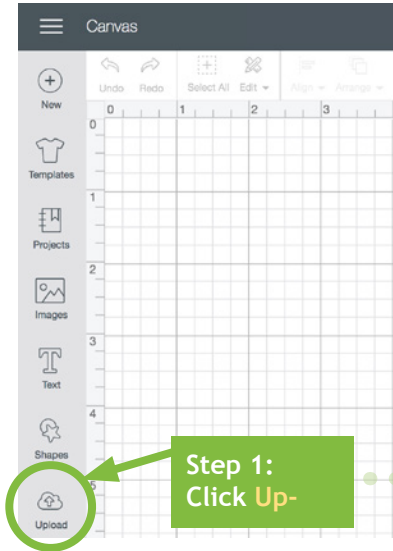 Canvas
Undo Redo Select All Edit Align Arrange
New
Templates
Projects
Images
Text
Shapes
Upload
0 1 2 3
0
1
2
3
4
5
Step 1:
Click Up-